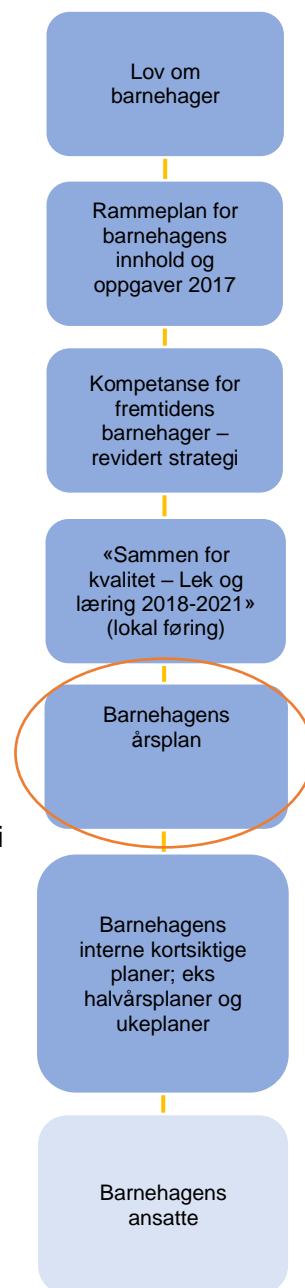 Lov om
barnehager
Rammeplan for
barnehagens
innhold og
oppgaver 2017
Kompetanse for
fremtidens
barnehager –
revidert strategi
«Sammen for
kvalitet – Lek og
læring 2018-2021»
(lokal føring)
Barnehagens
årsplan
i
Barnehagens
interne kortsiktige
planer; eks
halvårsplaner og
ukeplaner
Barnehagens
ansatte